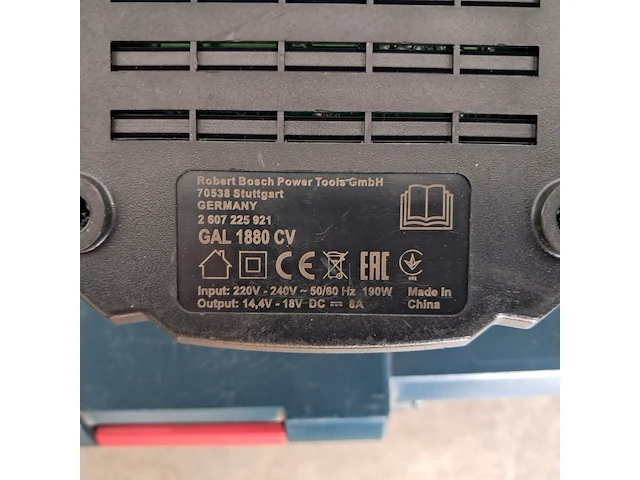 Robert Bosch Power Tools GmbH
70538 Stuttgart
GERMANY
2 607 225 921
GAL 1880 CV
CE EAC
Input: 220V - 240V ~ 50/60 Hz 190W
Output: 14,4V - 18V DC ⎓ 8A
Made in
China